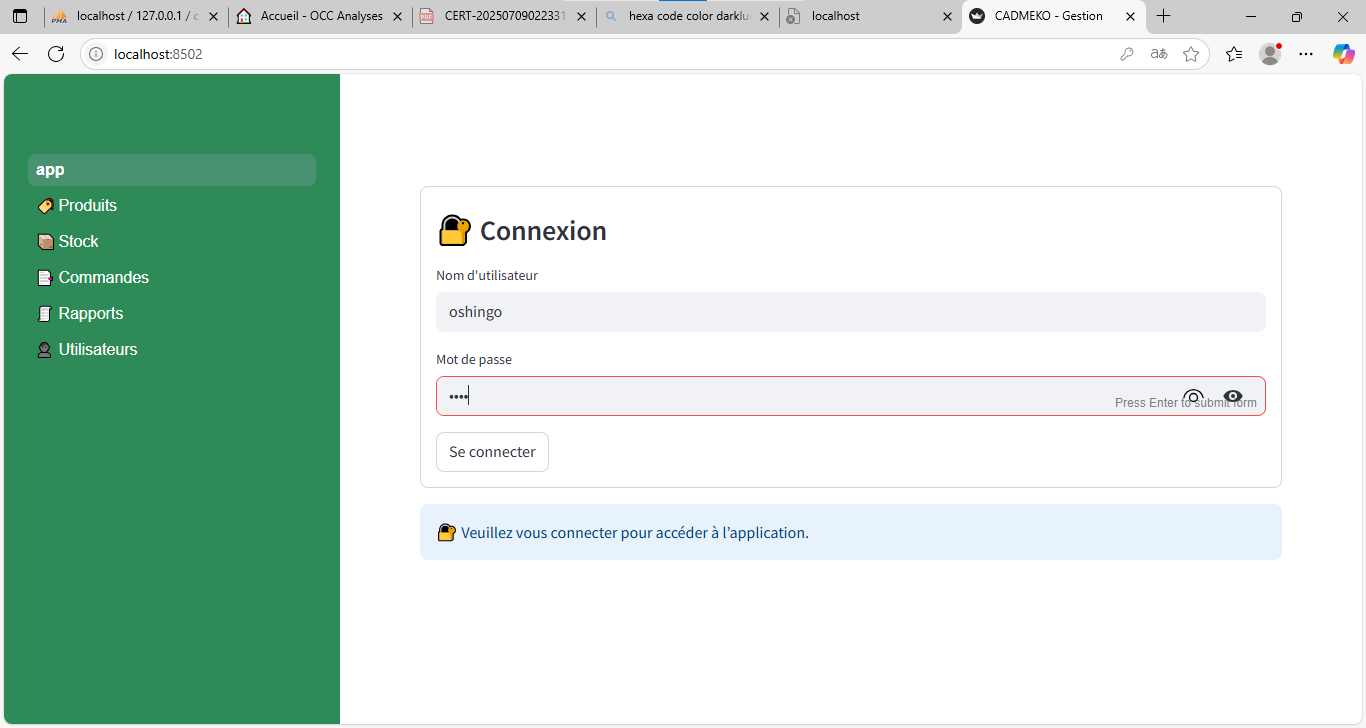 localhost / 127.0.0.1 / c
Accueil - OCC Analyses
CERT-20250709022331
hexa code color darkblu
localhost
CADMEKO - Gestion
localhost:8502
app
Produits
Stock
Commandes
Rapports
Utilisateurs
Connexion
Nom d'utilisateur
oshingo
Mot de passe
••••
Press Enter to submit form
Se connecter
Veuillez vous connecter pour accéder à l’application.